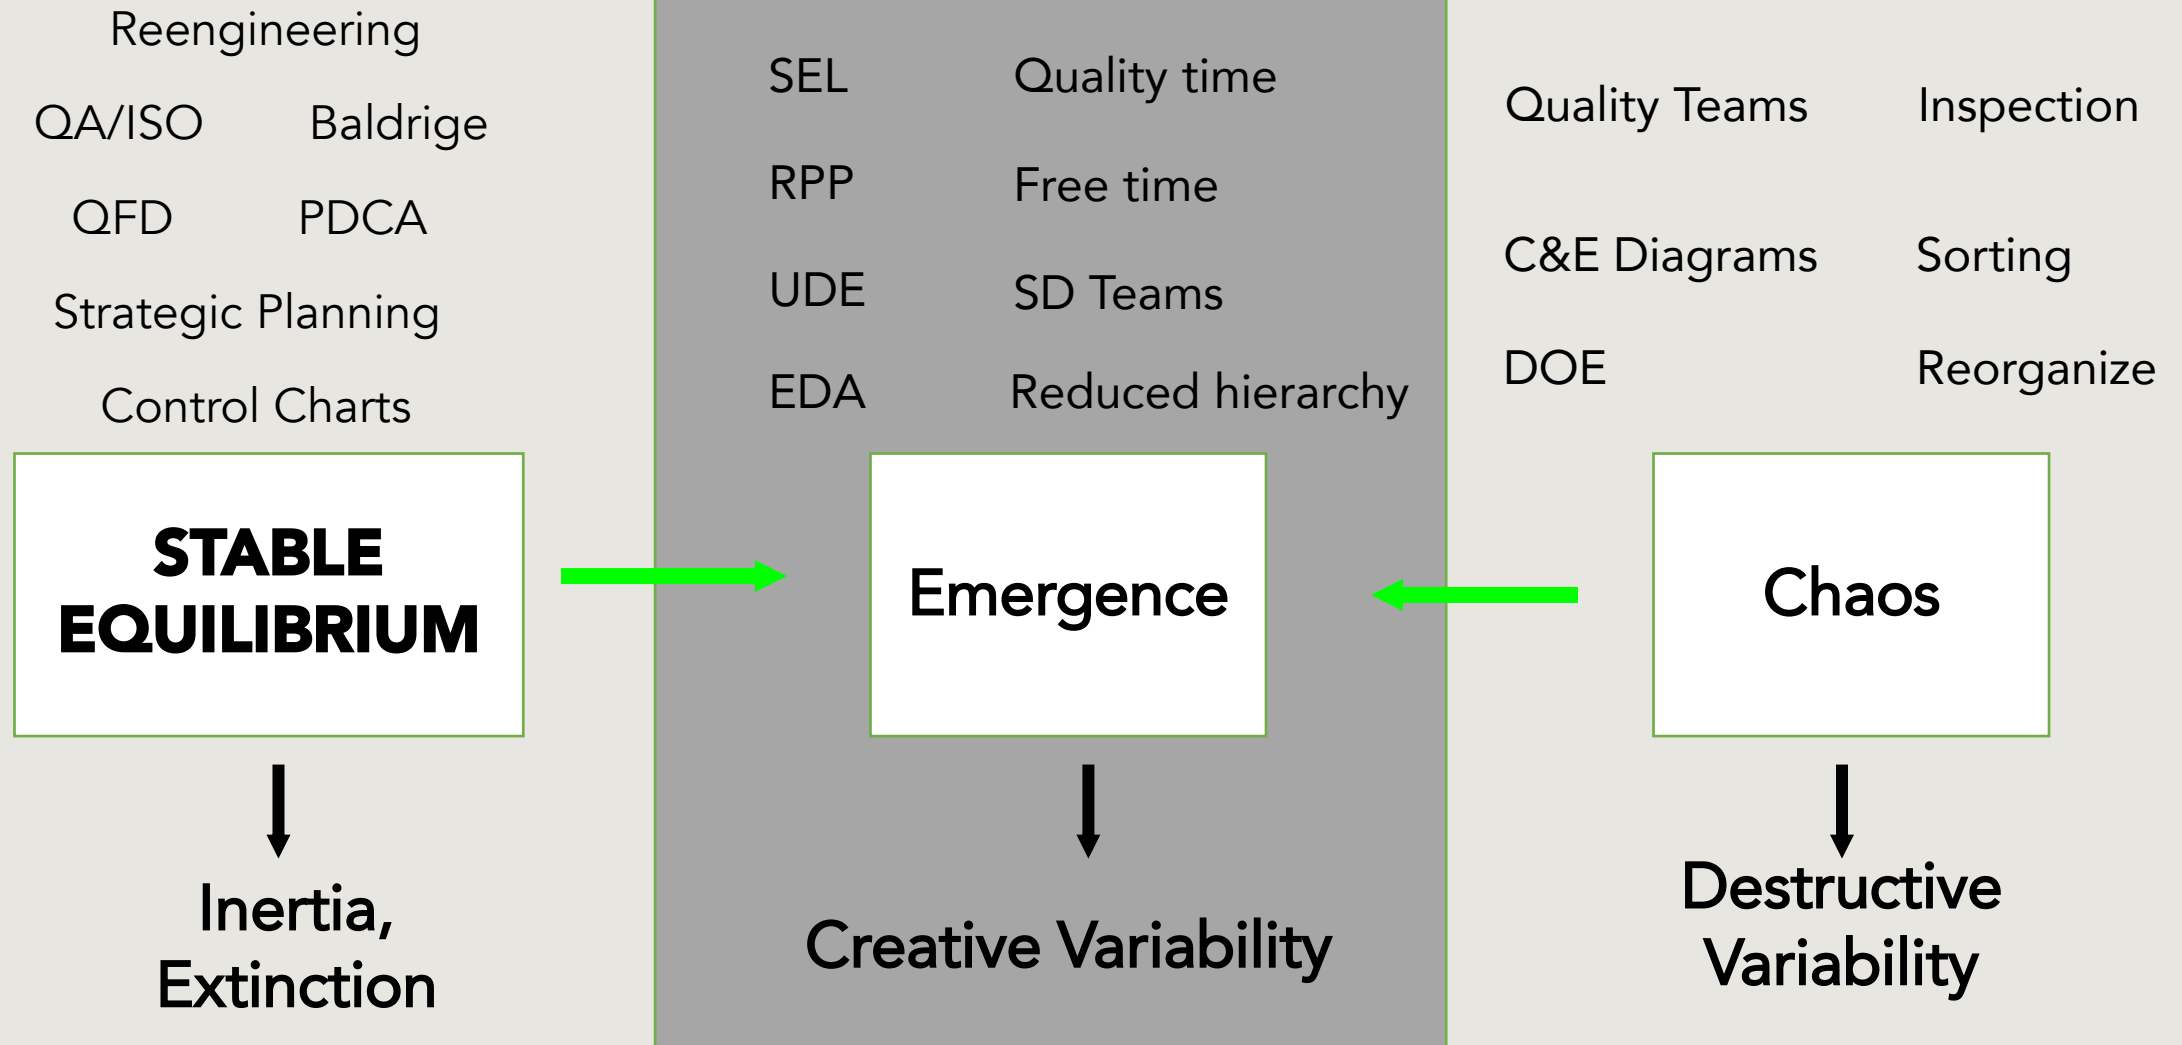 Reengineering
QA/ISO Baldrige
QFD PDCA
Strategic Planning
Control Charts
STABLE
EQUILIBRIUM
Inertia,
Extinction
SEL Quality time
RPP Free time
UDE SD Teams
EDA Reduced hierarchy
Emergence
Creative Variability
Quality Teams Inspection
C&E Diagrams Sorting
DOE Reorganize
Chaos
Destructive
Variability